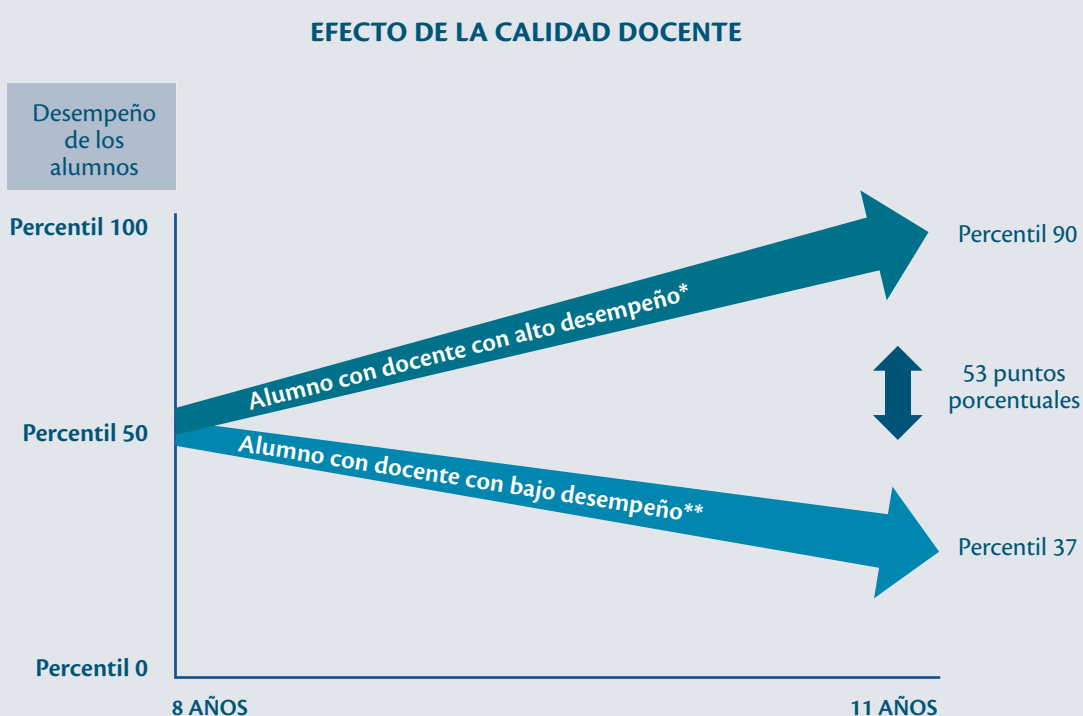 EFECTO DE LA CALIDAD DOCENTE
Desempeño
de los
alumnos
Percentil 100
Percentil 90
Alumno con docente con alto desempeño*
53 puntos
porcentuales
Percentil 50
Alumno con docente con bajo desempeño**
Percentil 37
Percentil 0
8 AÑOS
11 AÑOS